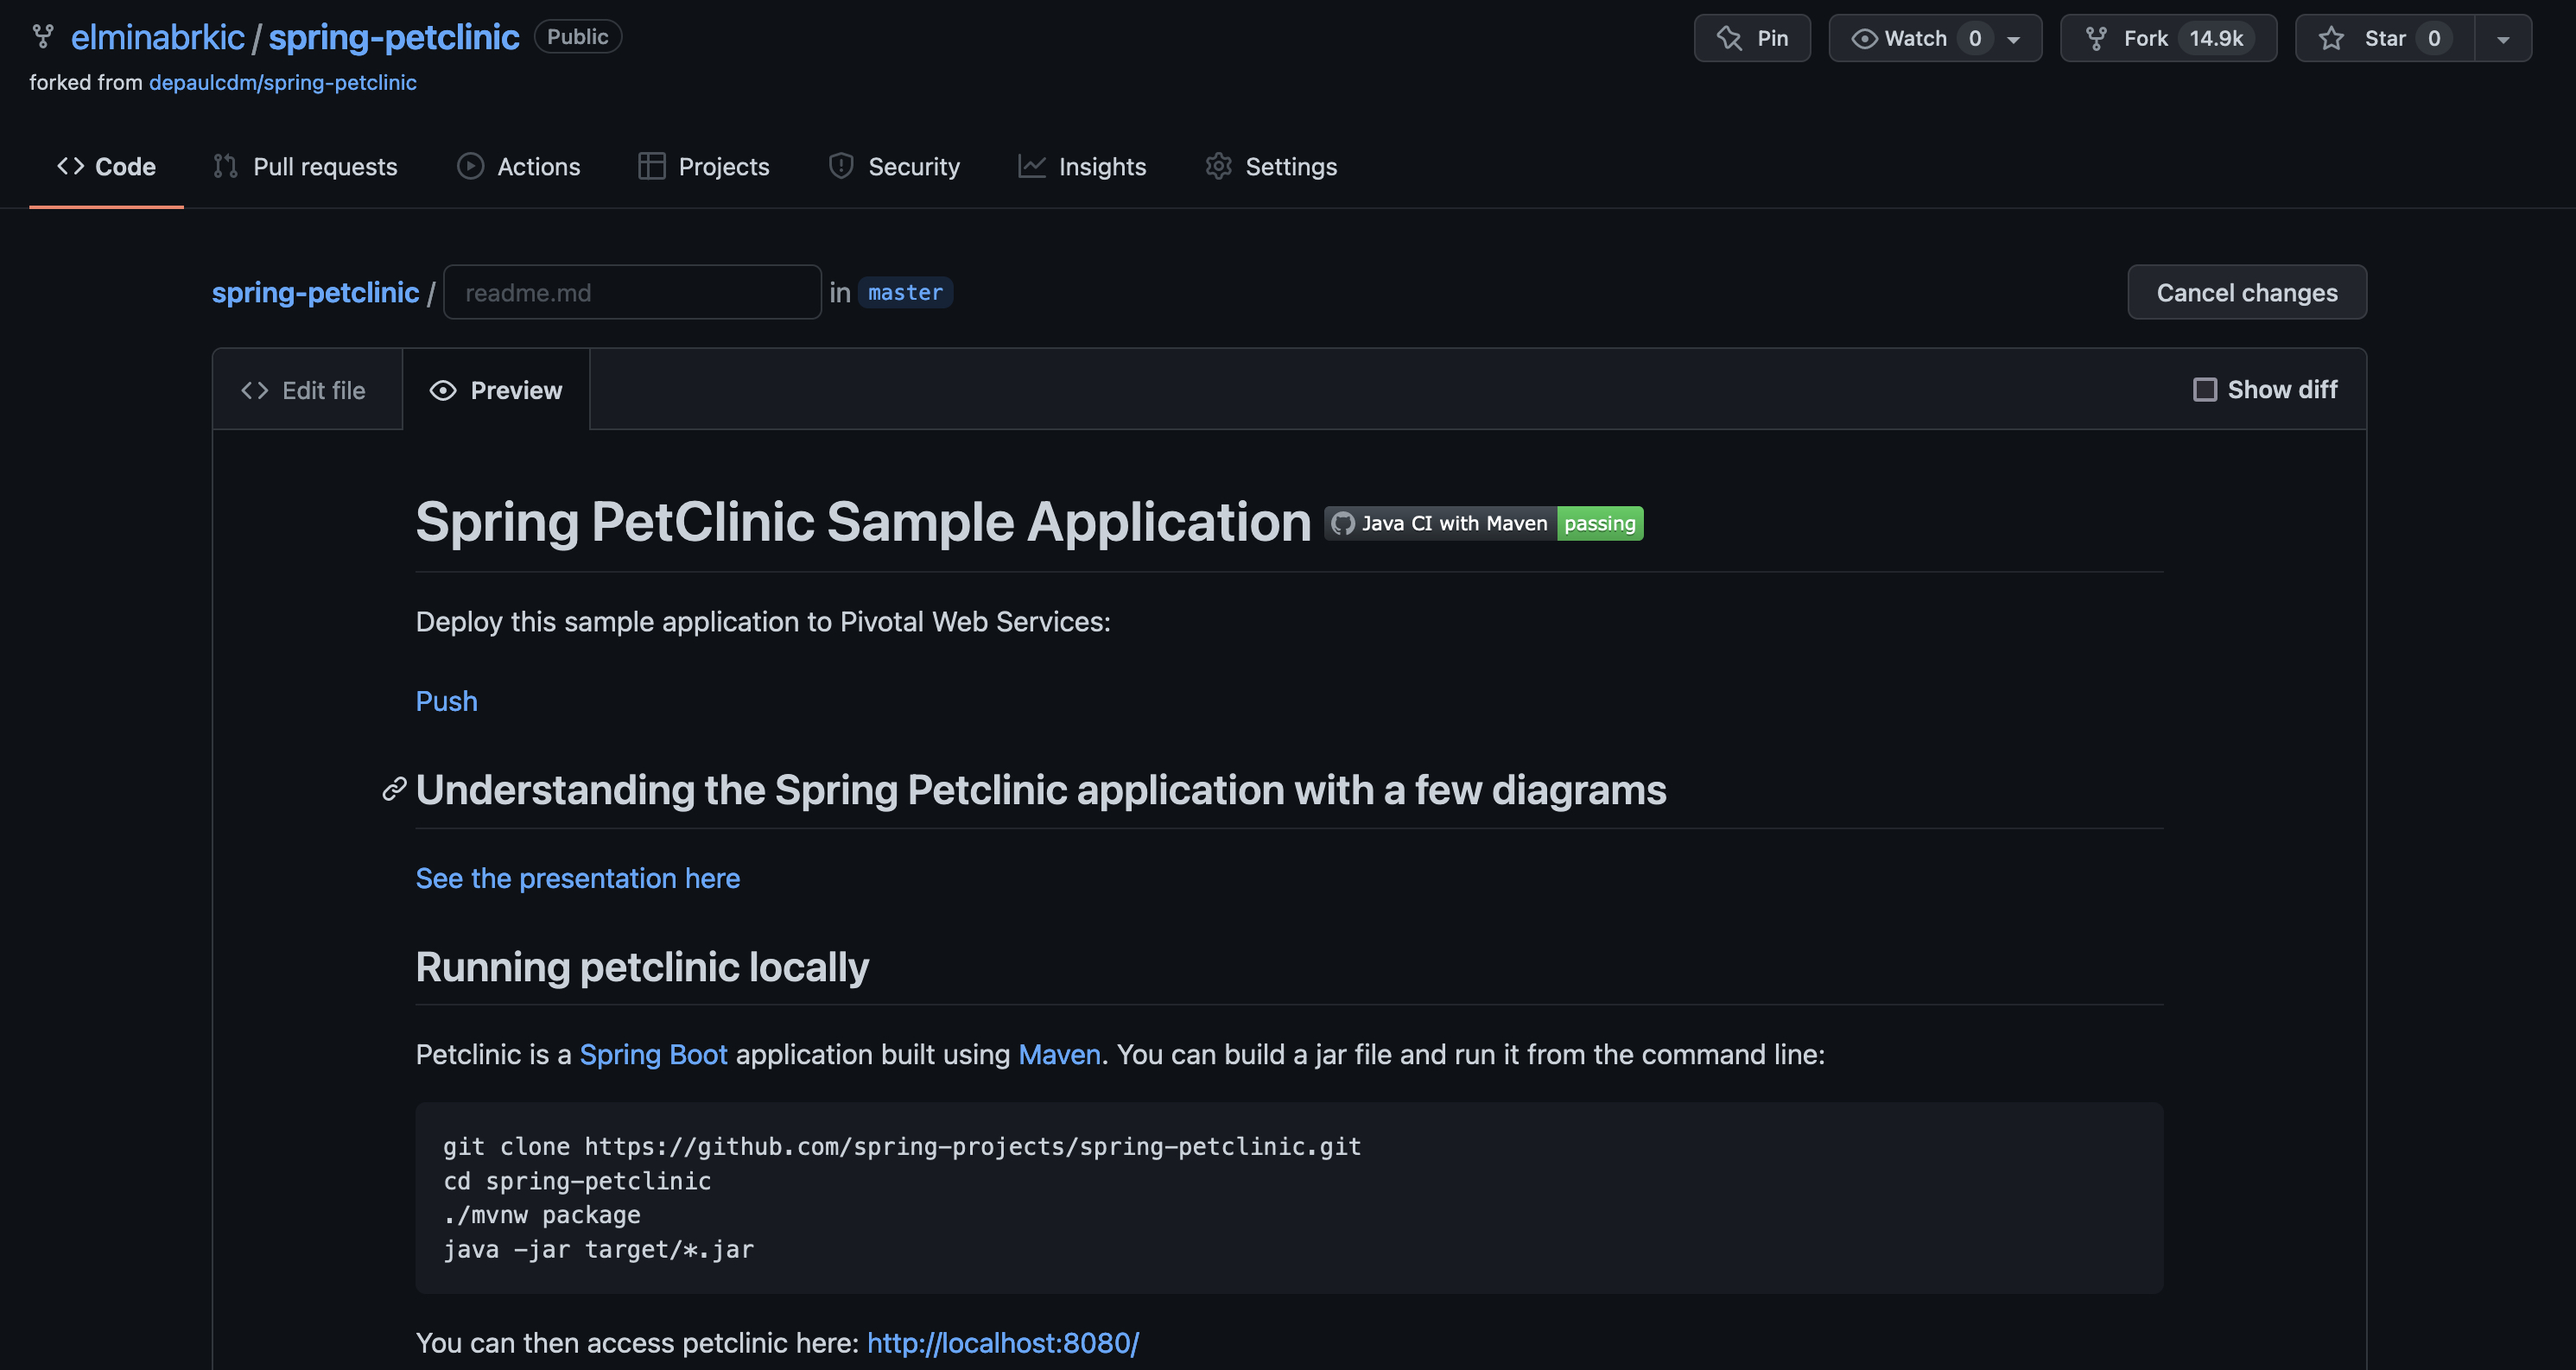 elminabrkic / spring-petclinic Public Pin Watch 0 Fork 14.9k Star 0
forked from depaulcdm/spring-petclinic
Code Pull requests Actions Projects Security Insights Settings
spring-petclinic / readme.md in master Cancel changes
Edit file Preview Show diff
Spring PetClinic Sample Application Java CI with Maven passing
Deploy this sample application to Pivotal Web Services:
Push
Understanding the Spring Petclinic application with a few diagrams
See the presentation here
Running petclinic locally
Petclinic is a Spring Boot application built using Maven. You can build a jar file and run it from the command line:
git clone https://github.com/spring-projects/spring-petclinic.git
cd spring-petclinic
./mvnw package
java -jar target/*.jar
You can then access petclinic here: http://localhost:8080/